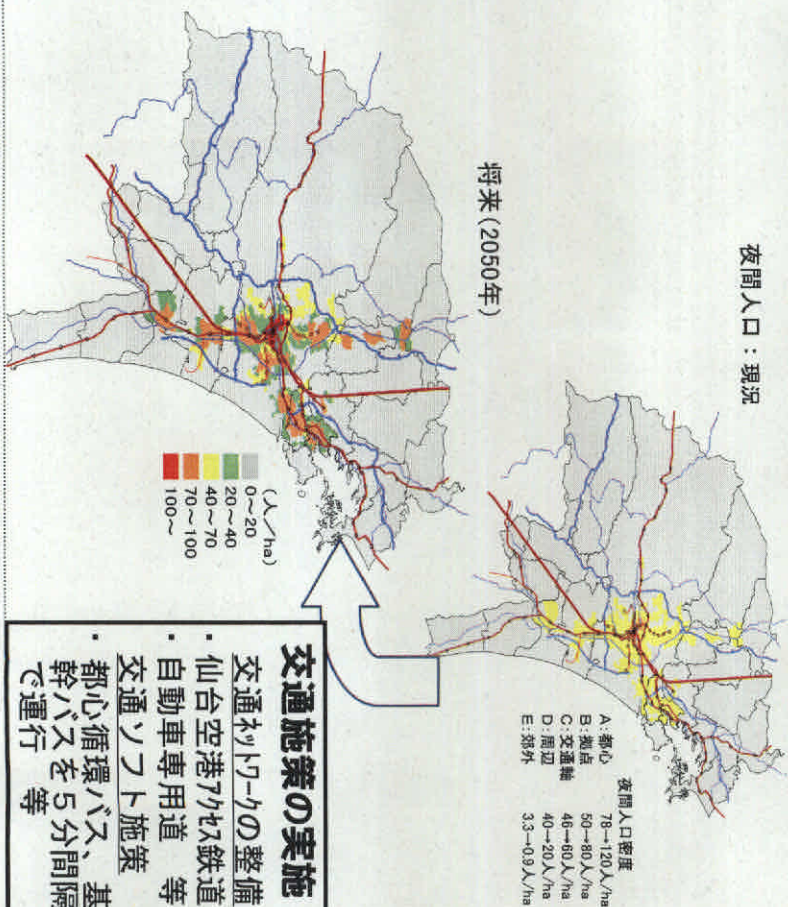 夜間人口：現況
夜間人口密度
A：都心 78→120人/ha
B：拠点 50→80人/ha
C：交通軸 46→60人/ha
D：周辺 40→20人/ha
E：郊外 3.3→0.9人/ha
将来(2050年)
(人/ha)
0～20
20～40
40～70
70～100
100～
交通施策の実施
交通ネットワークの整備
・仙台空港アクセス鉄道
・自動車専用道 等
交通ソフト施策
・都心循環バス、基
幹バスを５分間隔
で運行 等